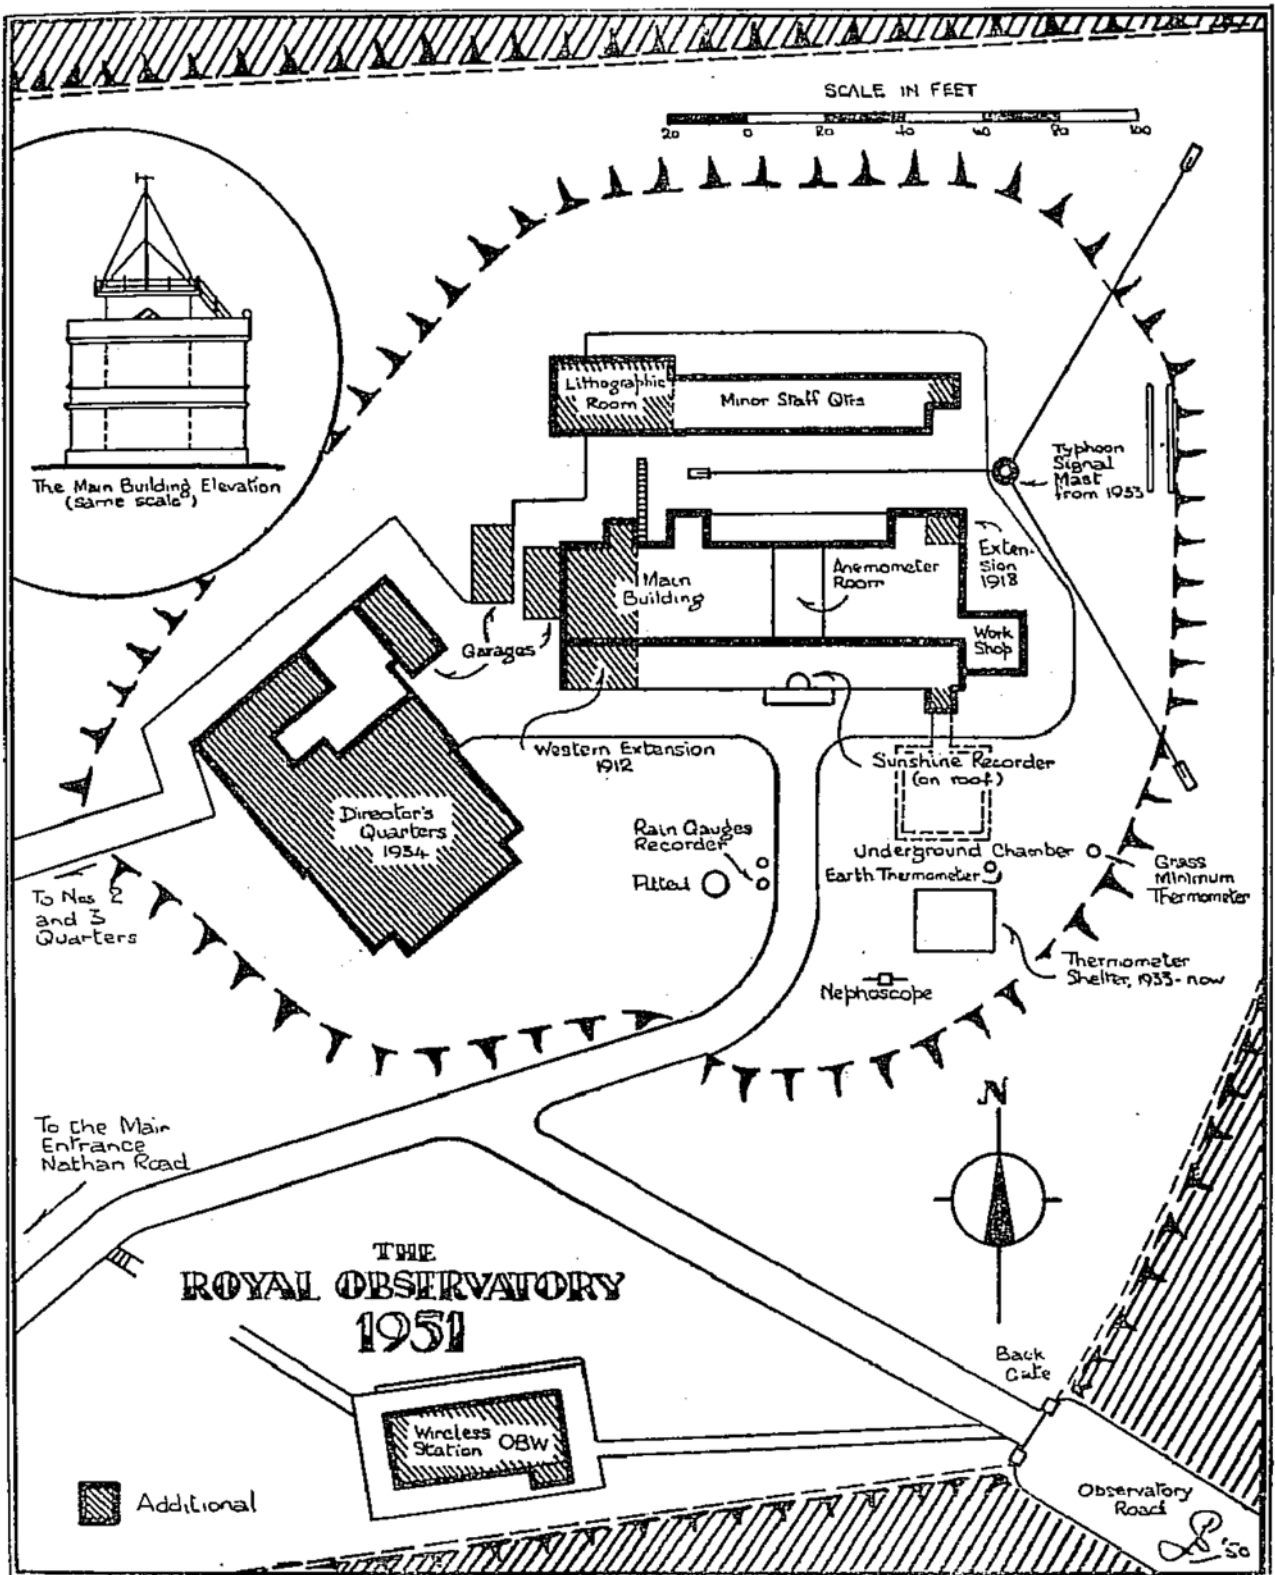 SCALE IN FEET
20 0 20 40 60 80 100
The Main Building Elevation
(same scale)
Lithographic
Room
Minor Staff Qtrs
Typhoon
Signal
Mast
from 1933
Main
Building
Anemometer
Room
Exten-
sion
1918
Work
Shop
Garages
Western Extension
1912
Sunshine Recorder
(on roof)
Director's
Quarters
1934
Rain Gauges
Recorder
Pitted
Underground Chamber
Earth Thermometer
Grass
Minimum
Thermometer
To Nos 2
and 3
Quarters
Thermometer
Shelter, 1933-now
Nephoscope
N
To the Main
Entrance
Nathan Road
THE
ROYAL OBSERVATORY
1951
Back
Gate
Wireless
Station OBW
Additional
Observatory
Road
'50